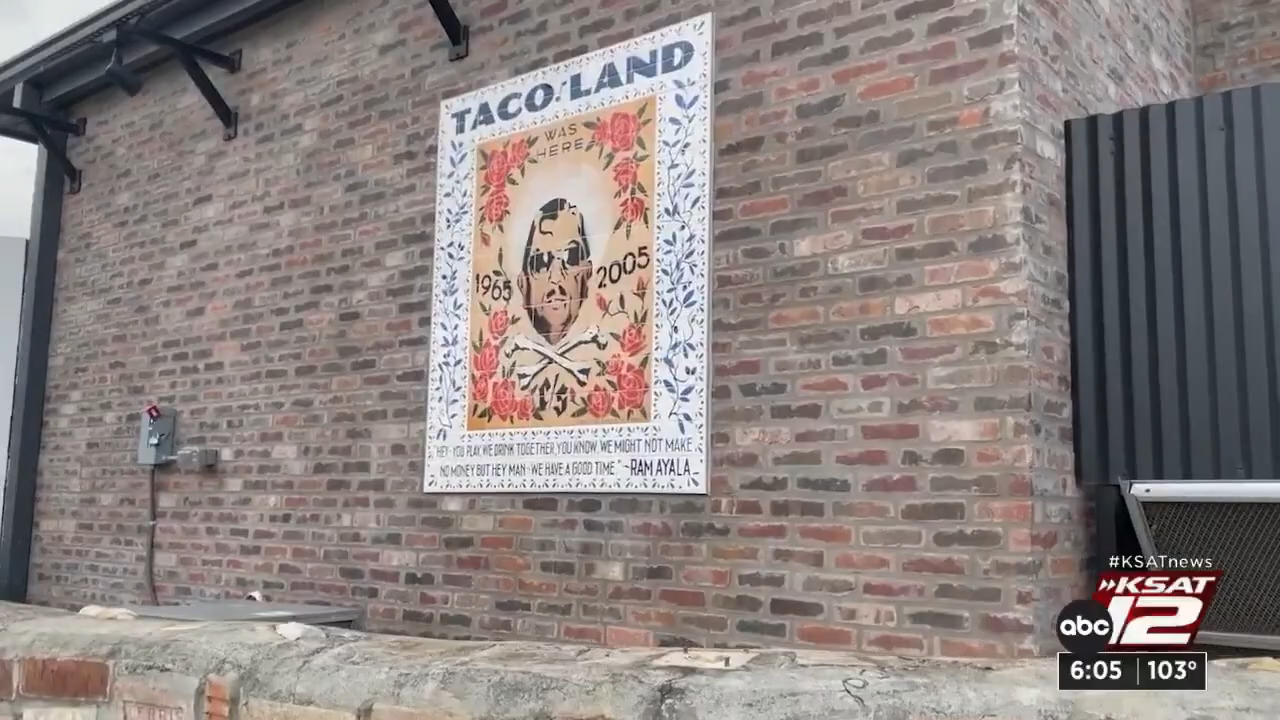 TACO LAND
WAS
HERE
1965
2005
"HEY-YOU PLAY, WE DRINK TOGETHER, YOU KNOW, WE MIGHT NOT MAKE
NO MONEY BUT HEY MAN-WE HAVE A GOOD TIME." ~RAM AYALA
#KSATnews
KSAT
abc 12
6:05 103°